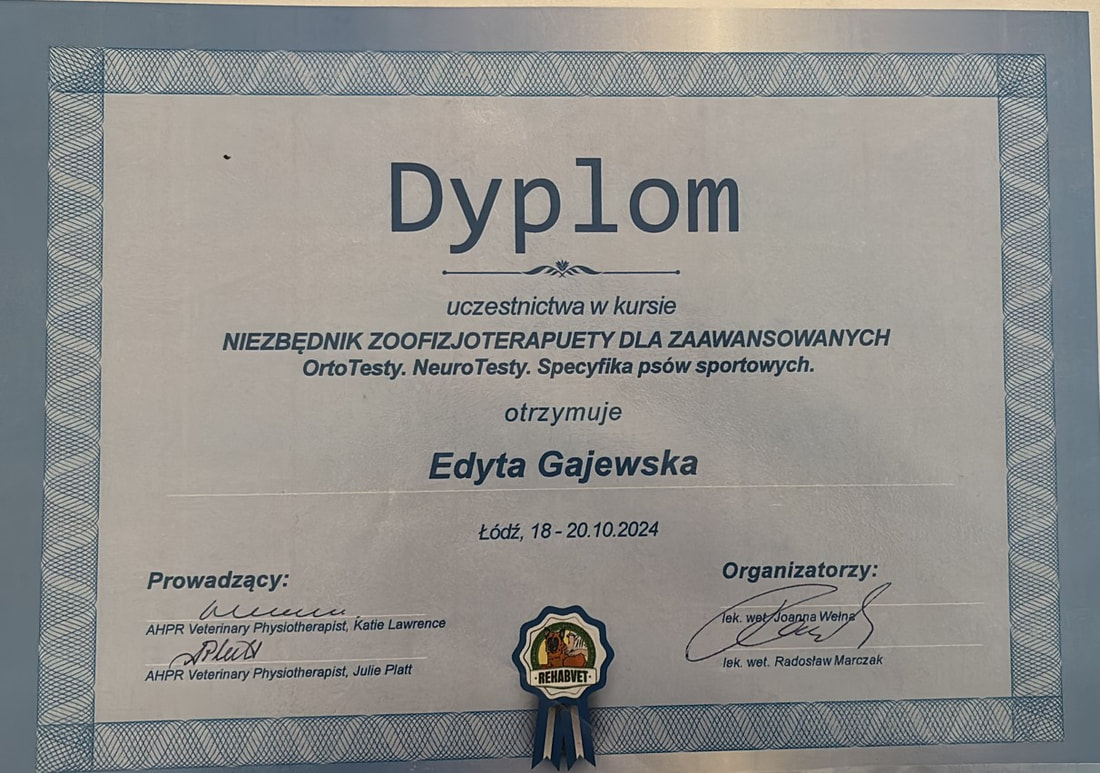 Dyplom
uczestnictwa w kursie
NIEZBĘDNIK ZOOFIZJOTERAPUETY DLA ZAAWANSOWANYCH
OrtoTesty. NeuroTesty. Specyfika psów sportowych.
otrzymuje
Edyta Gajewska
Łódź, 18 - 20.10.2024
Prowadzący:
AHPR Veterinary Physiotherapist, Katie Lawrence
AHPR Veterinary Physiotherapist, Julie Platt
Organizatorzy:
lek. wet. Joanna Wełna
lek. wet. Radosław Marczak
·REHABVET·